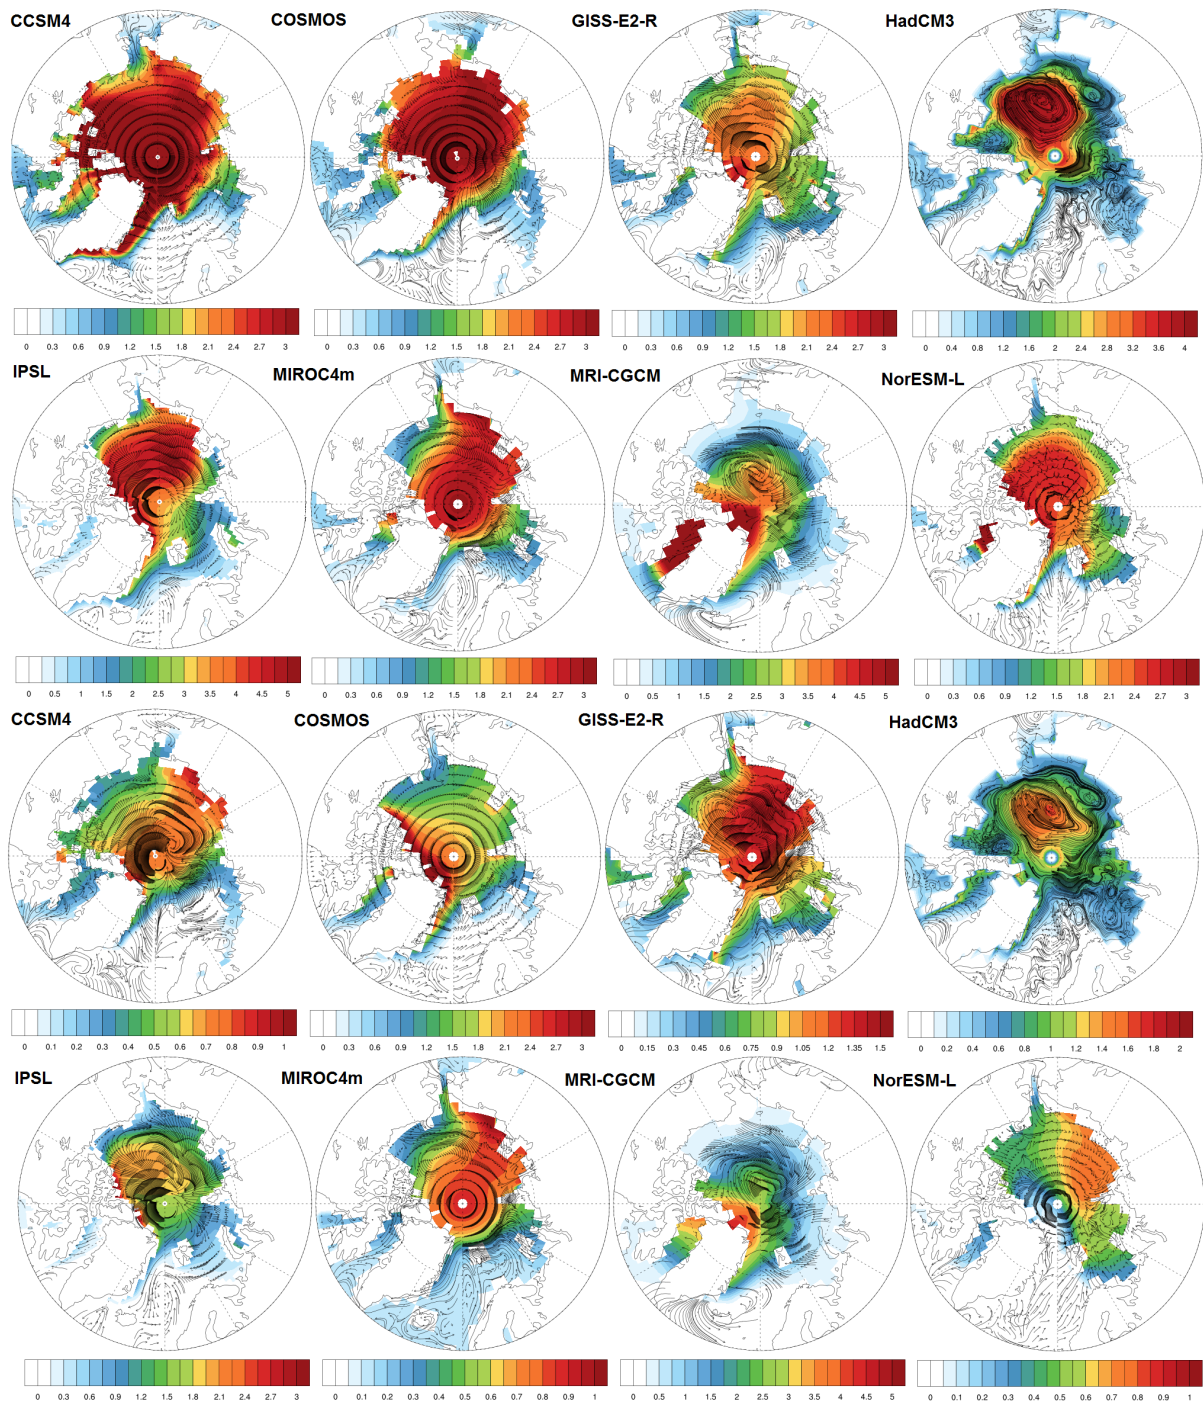 CCSM4 COSMOS GISS-E2-R HadCM3
0 0.3 0.6 0.9 1.2 1.5 1.8 2.1 2.4 2.7 3 0 0.3 0.6 0.9 1.2 1.5 1.8 2.1 2.4 2.7 3 0 0.3 0.6 0.9 1.2 1.5 1.8 2.1 2.4 2.7 3 0 0.4 0.8 1.2 1.6 2 2.4 2.8 3.2 3.6 4
IPSL MIROC4m MRI-CGCM NorESM-L
0 0.5 1 1.5 2 2.5 3 3.5 4 4.5 5 0 0.3 0.6 0.9 1.2 1.5 1.8 2.1 2.4 2.7 3 0 0.5 1 1.5 2 2.5 3 3.5 4 4.5 5 0 0.3 0.6 0.9 1.2 1.5 1.8 2.1 2.4 2.7 3
CCSM4 COSMOS GISS-E2-R HadCM3
0 0.1 0.2 0.3 0.4 0.5 0.6 0.7 0.8 0.9 1 0 0.3 0.6 0.9 1.2 1.5 1.8 2.1 2.4 2.7 3 0 0.15 0.3 0.45 0.6 0.75 0.9 1.05 1.2 1.35 1.5 0 0.2 0.4 0.6 0.8 1 1.2 1.4 1.6 1.8 2
IPSL MIROC4m MRI-CGCM NorESM-L
0 0.3 0.6 0.9 1.2 1.5 1.8 2.1 2.4 2.7 3 0 0.1 0.2 0.3 0.4 0.5 0.6 0.7 0.8 0.9 1 0 0.5 1 1.5 2 2.5 3 3.5 4 4.5 5 0 0.1 0.2 0.3 0.4 0.5 0.6 0.7 0.8 0.9 1